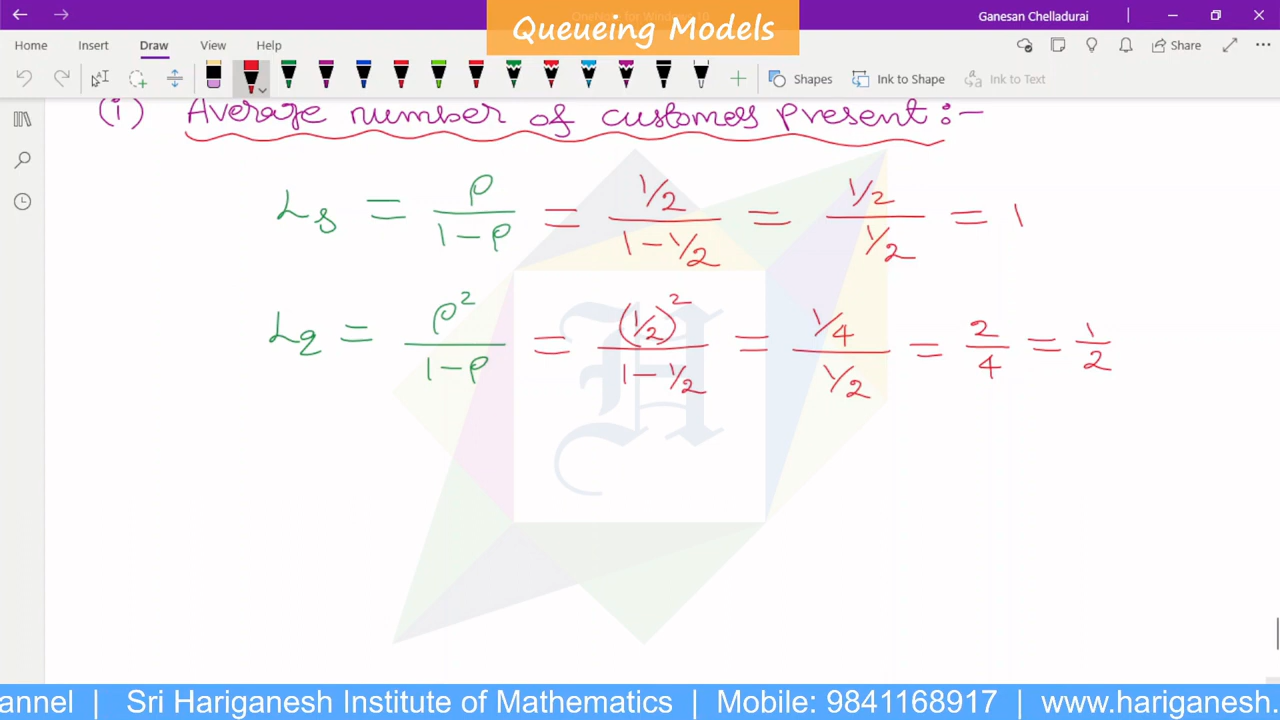 Queueing Models
Ganesan Chelladurai
Home Insert Draw View Help
Share
Shapes Ink to Shape Ink to Text
(i) Average number of customers present :-
Ls = ρ/(1-ρ) = (1/2)/(1-1/2) = (1/2)/(1/2) = 1
Lq = ρ²/(1-ρ) = (1/2)²/(1-1/2) = (1/4)/(1/2) = 2/4 = 1/2
annel | Sri Hariganesh Institute of Mathematics | Mobile: 9841168917 | www.hariganesh.